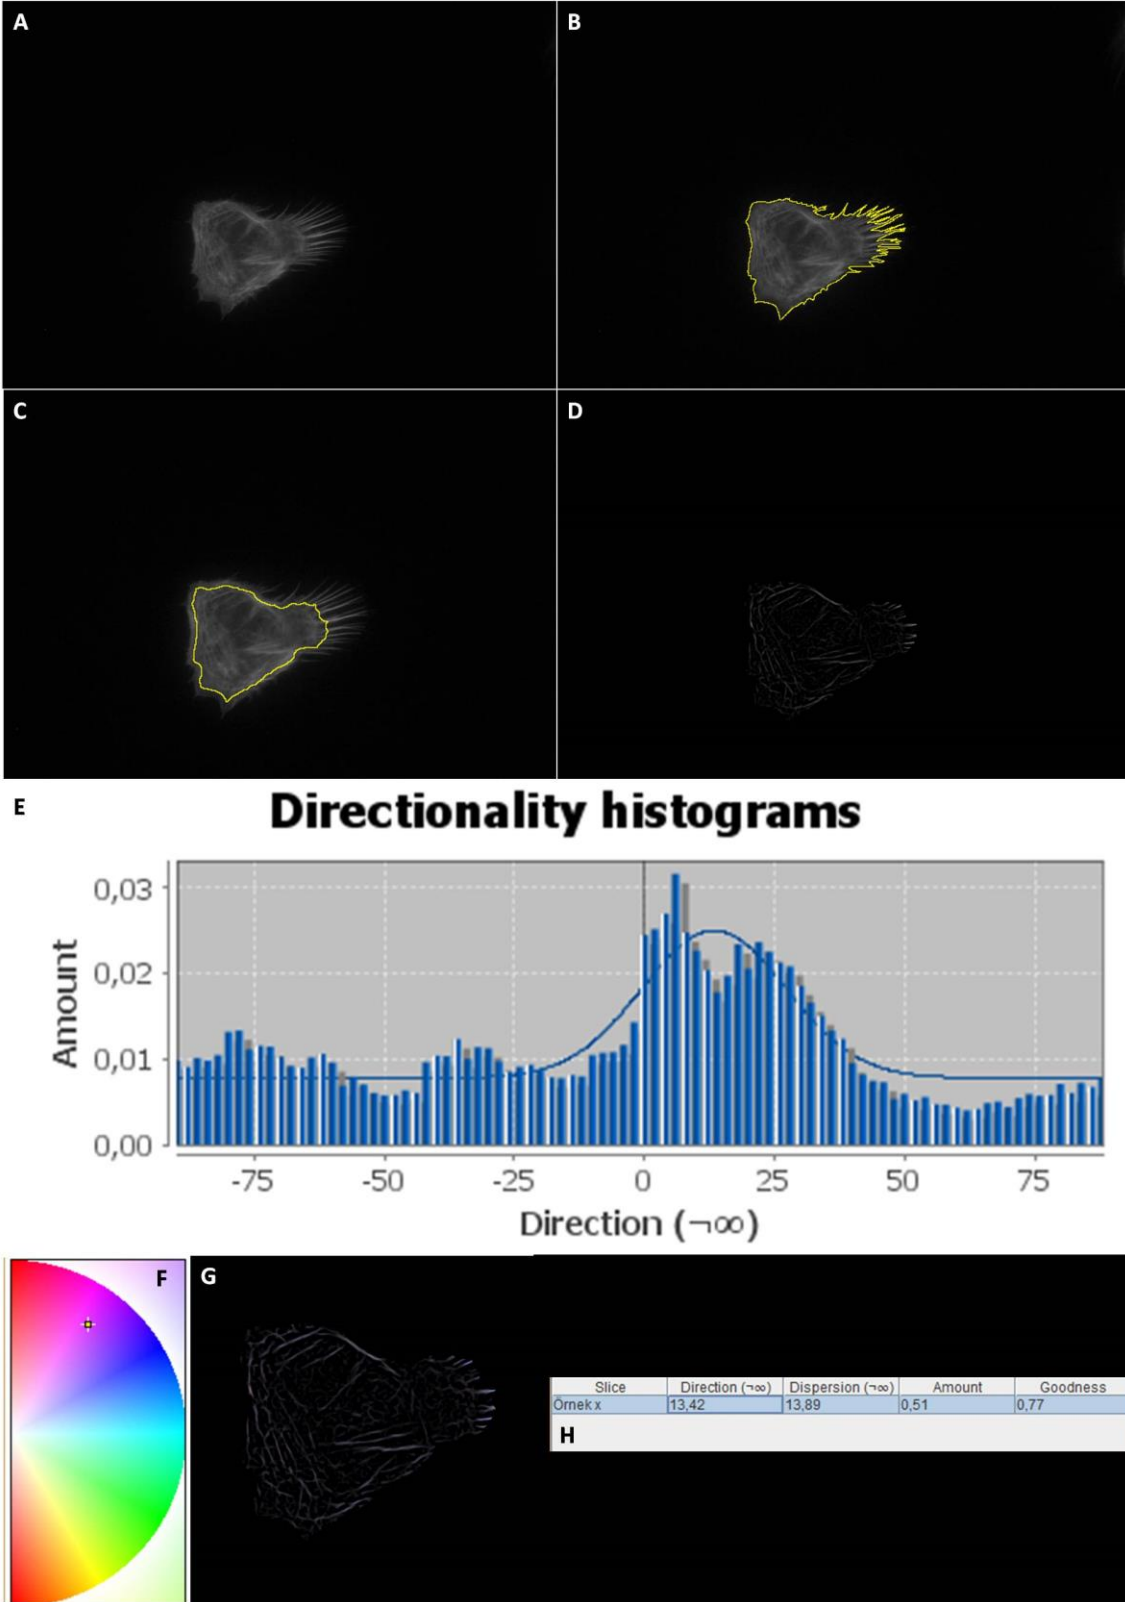 A
B
C
D
E
Directionality histograms
Amount
0,03
0,02
0,01
0,00
-75 -50 -25 0 25 50 75
Direction (¬∞)
F
G
Slice Direction (¬∞) Dispersion (¬∞) Amount Goodness
Örnek x 13,42 13,89 0,51 0,77
H